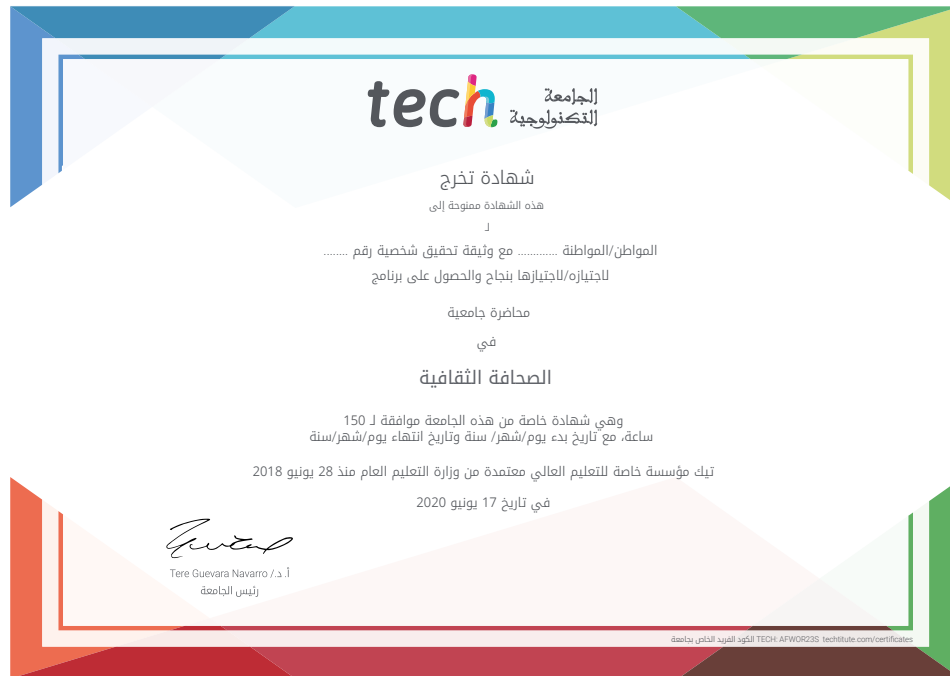 tech
الجامعة
التكنولوجية
شهادة تخرج
هذه الشهادة ممنوحة إلى
لـ
المواطن/المواطنة ............ مع وثيقة تحقيق شخصية رقم ........
لاجتيازه/لاجتيازها بنجاح والحصول على برنامج
محاضرة جامعية
في
الصحافة الثقافية
وهي شهادة خاصة من هذه الجامعة موافقة لـ 150
ساعة، مع تاريخ بدء يوم/شهر/ سنة وتاريخ انتهاء يوم/شهر/سنة
تيك مؤسسة خاصة للتعليم العالي معتمدة من وزارة التعليم العام منذ 28 يونيو 2018
في تاريخ 17 يونيو 2020
أ. د./ Tere Guevara Navarro
رئيس الجامعة
الكود الفريد الخاص بجامعة TECH: AFWOR23S techtitute.com/certificates